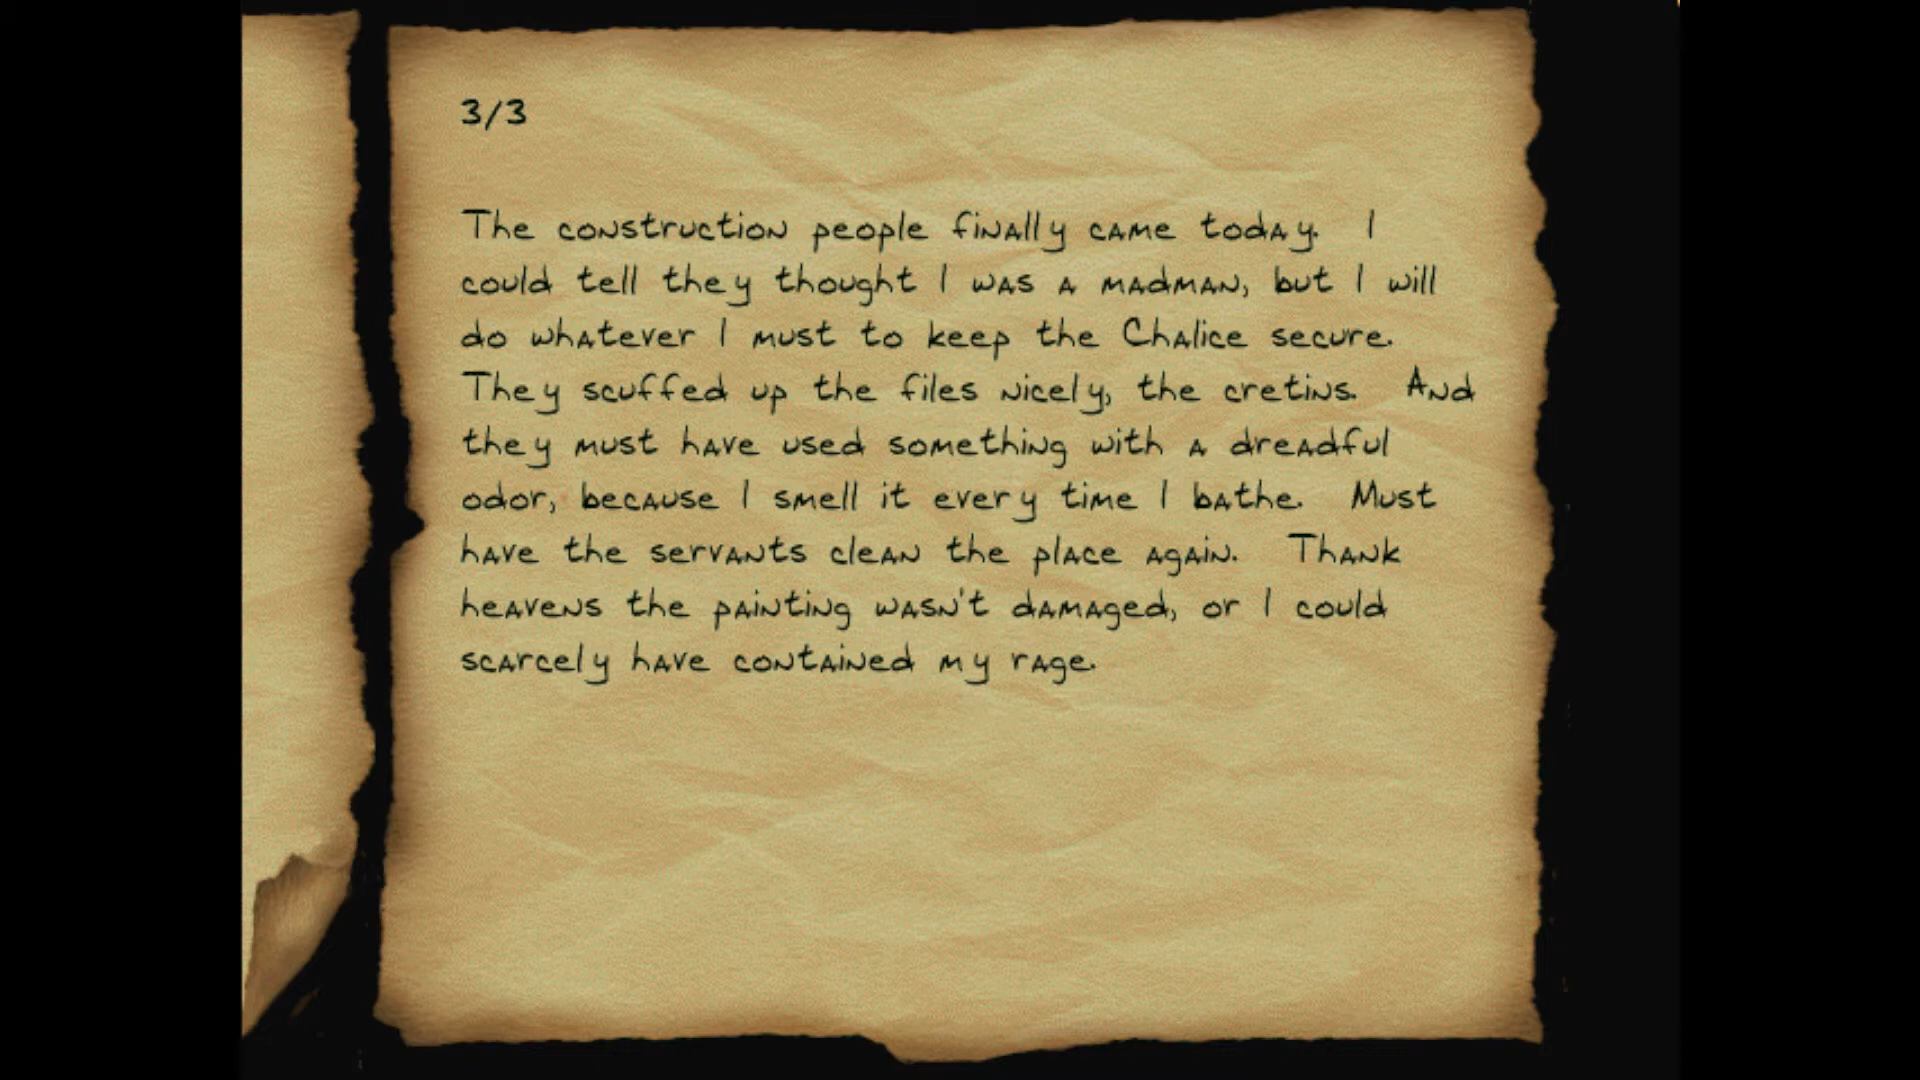 3/3
The construction people finally came today. I
could tell they thought I was a madman, but I will
do whatever I must to keep the Chalice secure.
They scuffed up the files nicely, the cretins. And
they must have used something with a dreadful
odor, because I smell it every time I bathe. Must
have the servants clean the place again. Thank
heavens the painting wasn't damaged, or I could
scarcely have contained my rage.